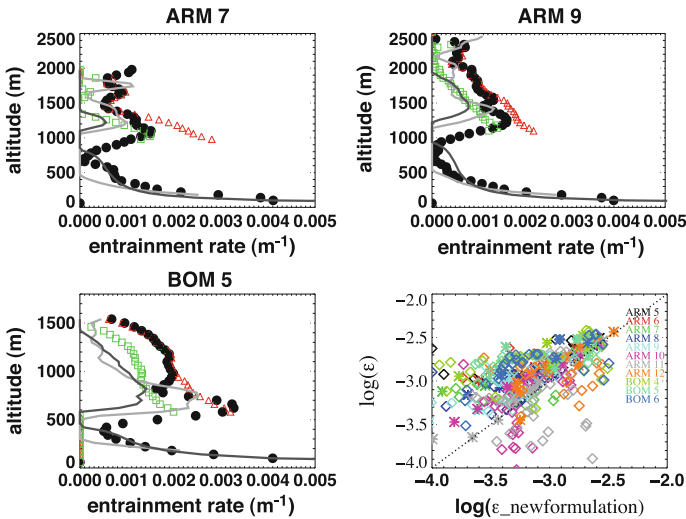 ARM 7
altitude (m)
2500
2000
1500
1000
500
0
0.000 0.001 0.002 0.003 0.004 0.005
entrainment rate (m⁻¹)
ARM 9
altitude (m)
2500
2000
1500
1000
500
0
0.000 0.001 0.002 0.003 0.004 0.005
entrainment rate (m⁻¹)
BOM 5
altitude (m)
1500
1000
500
0
0.000 0.001 0.002 0.003 0.004 0.005
entrainment rate (m⁻¹)
log(ε)
−2.0
−2.5
−3.0
−3.5
−4.0
ARM 5
ARM 6
ARM 7
ARM 8
ARM 9
ARM 10
ARM 11
ARM 12
BOM 4
BOM 5
BOM 6
−4.0 −3.5 −3.0 −2.5 −2.0
log(ε_newformulation)